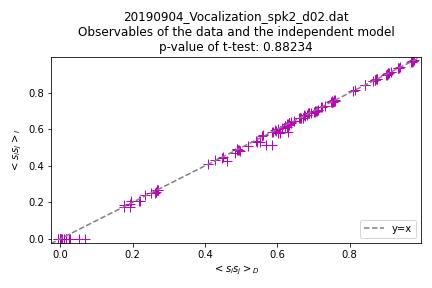 20190904_Vocalization_spk2_d02.dat
Observables of the data and the independent model
p-value of t-test: 0.88234
< s_i s_j >_I
0.8
0.6
0.4
0.2
0.0
y=x
0.0 0.2 0.4 0.6 0.8
< s_i s_j >_D